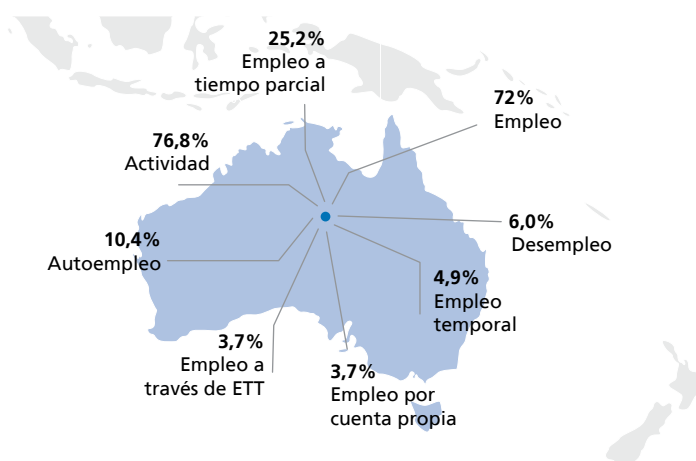 25,2%
Empleo a
tiempo parcial
72%
Empleo
76,8%
Actividad
6,0%
Desempleo
10,4%
Autoempleo
4,9%
Empleo
temporal
3,7%
Empleo a
través de ETT
3,7%
Empleo por
cuenta propia